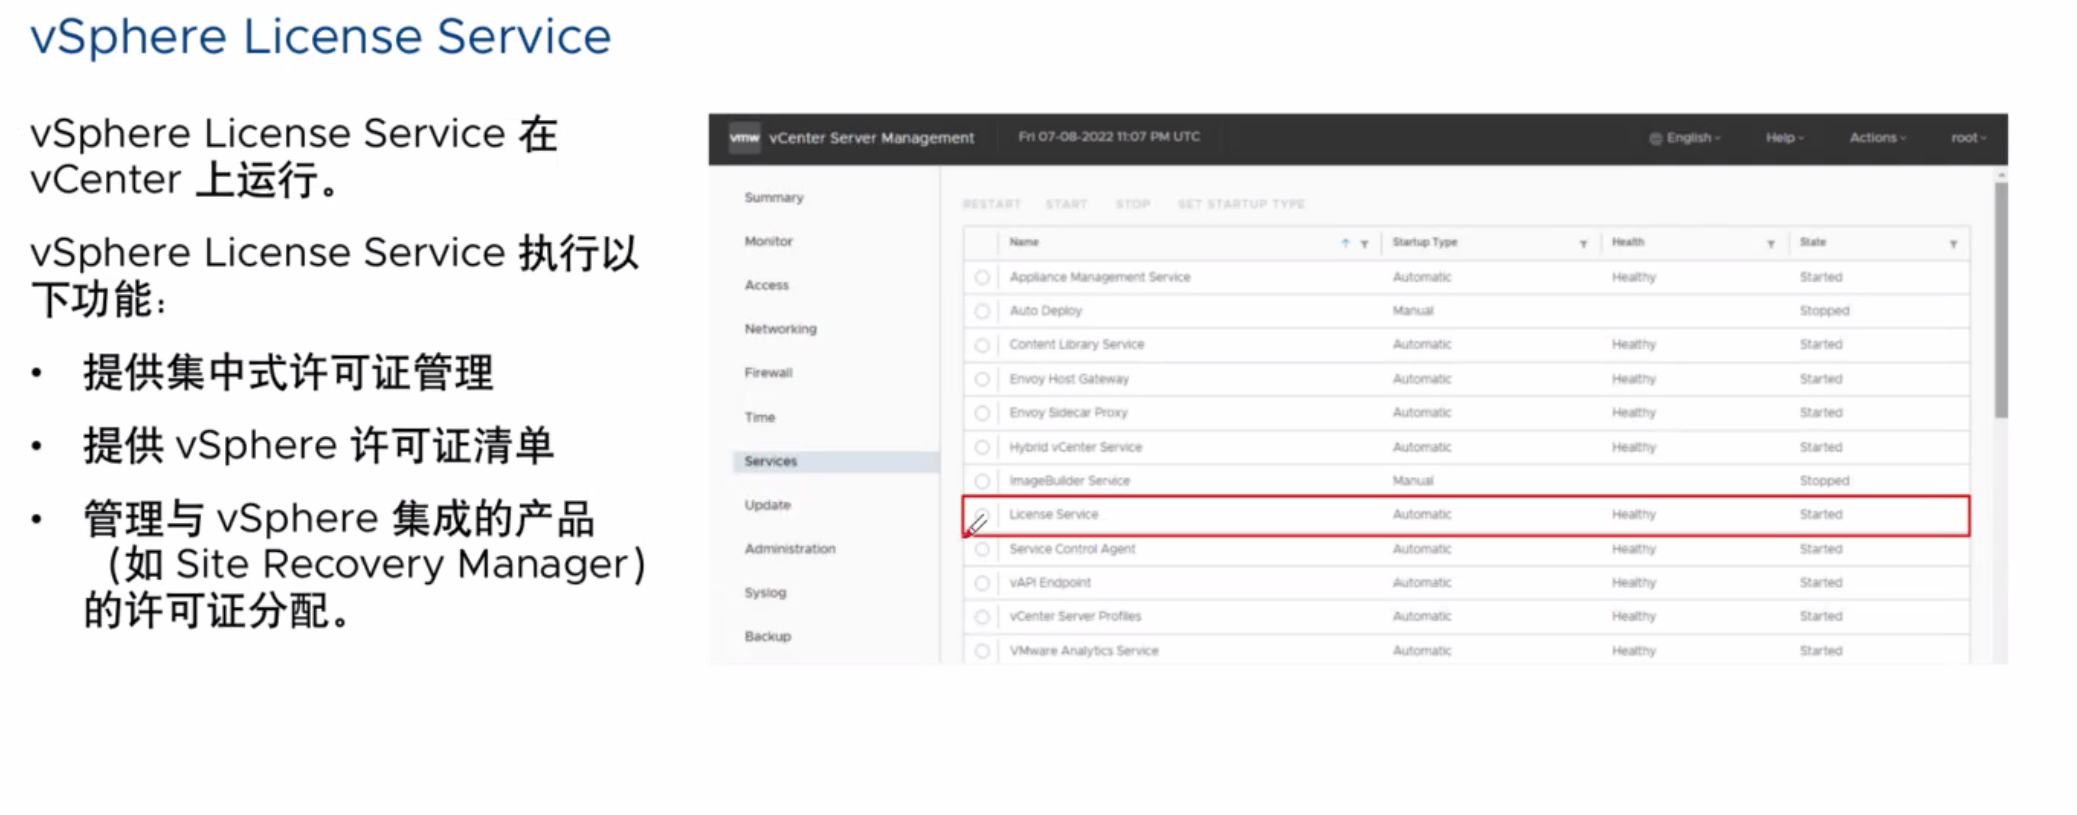 vSphere License Service
vSphere License Service 在
vCenter 上运行。
vSphere License Service 执行以
下功能：
• 提供集中式许可证管理
• 提供 vSphere 许可证清单
• 管理与 vSphere 集成的产品
（如 Site Recovery Manager）
的许可证分配。
vmw vCenter Server Management Fri 07-08-2022 11:07 PM UTC English Help Actions root
Summary
Monitor
Access
Networking
Firewall
Time
Services
Update
Administration
Syslog
Backup
RESTART START STOP SET STARTUP TYPE
Name Startup Type Health State
Appliance Management Service Automatic Healthy Started
Auto Deploy Manual Stopped
Content Library Service Automatic Healthy Started
Envoy Host Gateway Automatic Healthy Started
Envoy Sidecar Proxy Automatic Healthy Started
Hybrid vCenter Service Automatic Healthy Started
ImageBuilder Service Manual Stopped
License Service Automatic Healthy Started
Service Control Agent Automatic Healthy Started
vAPI Endpoint Automatic Healthy Started
vCenter Server Profiles Automatic Healthy Started
VMware Analytics Service Automatic Healthy Started